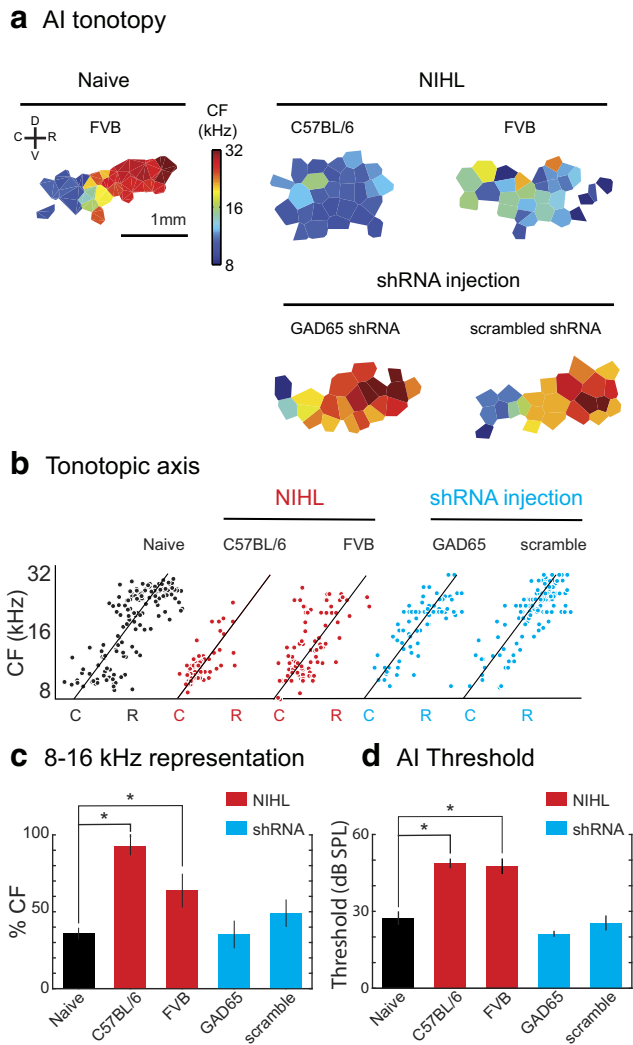 a AI tonotopy
Naive
NIHL
FVB
CF
(kHz)
C57BL/6
FVB
D
C R
V
32
16
8
1mm
shRNA injection
GAD65 shRNA
scrambled shRNA
b Tonotopic axis
NIHL
shRNA injection
Naive
C57BL/6
FVB
GAD65
scramble
CF (kHz)
32
16
8
C R C R C R C R C R
c 8-16 kHz representation
NIHL
shRNA
* *
% CF
100
50
0
Naive
C57BL/6
FVB
GAD65
scramble
d AI Threshold
NIHL
shRNA
* *
Threshold (dB SPL)
60
30
0
Naive
C57BL/6
FVB
GAD65
scramble